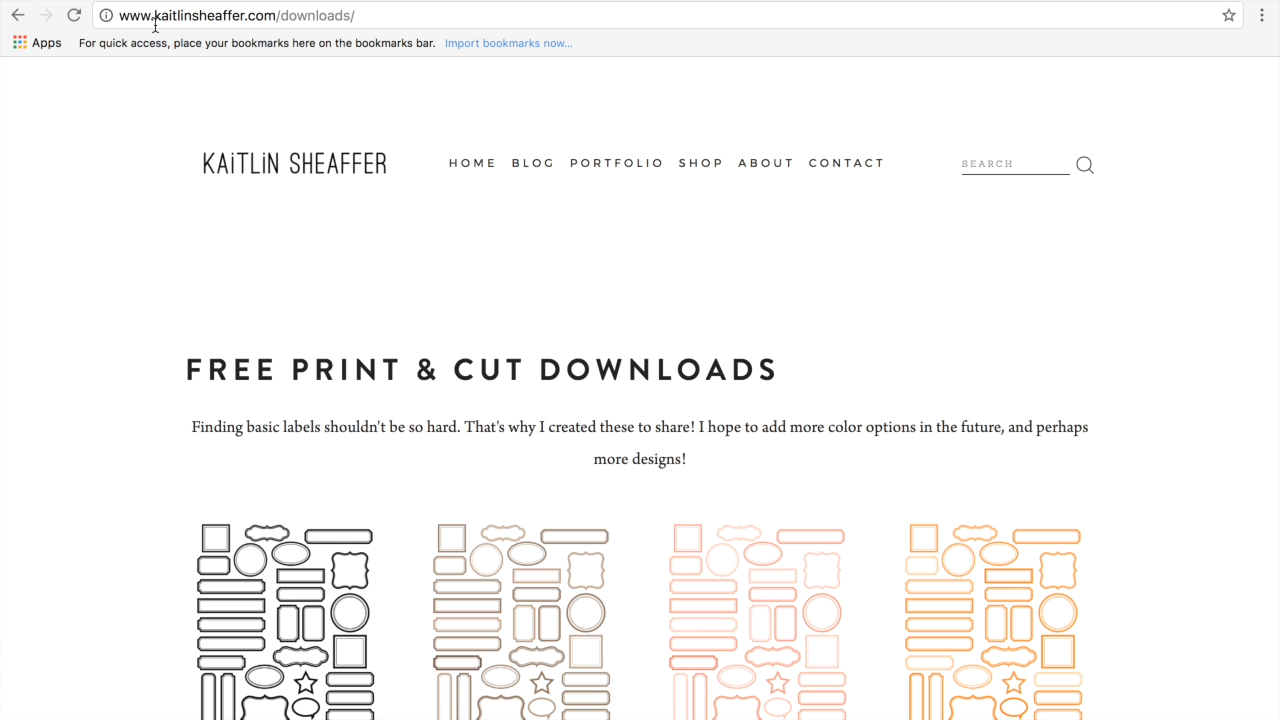 www.kaitlinsheaffer.com/downloads/
Apps For quick access, place your bookmarks here on the bookmarks bar. Import bookmarks now...
KAiTLiN SHEAFFER HOME BLOG PORTFOLIO SHOP ABOUT CONTACT SEARCH
FREE PRINT & CUT DOWNLOADS
Finding basic labels shouldn't be so hard. That's why I created these to share! I hope to add more color options in the future, and perhaps
more designs!